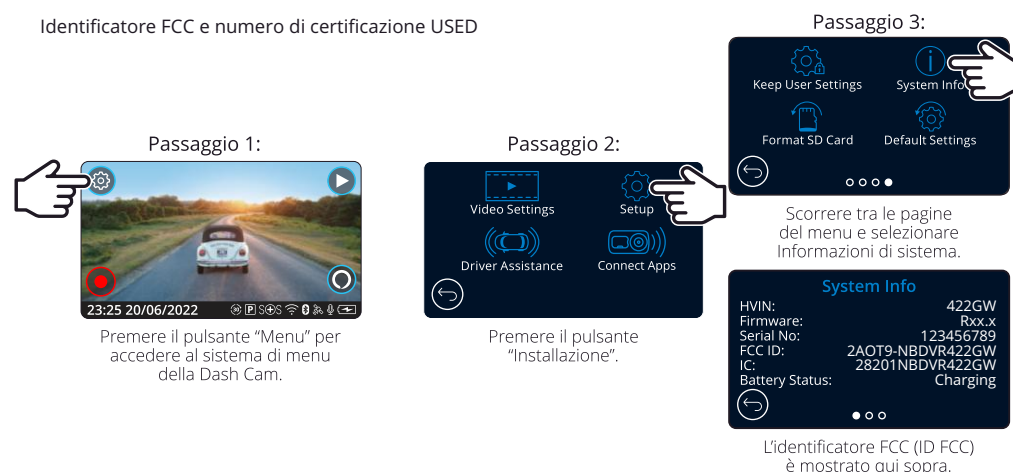 Identificatore FCC e numero di certificazione USED
Passaggio 1:
23:25 20/06/2022
Premere il pulsante “Menu” per
accedere al sistema di menu
della Dash Cam.
Passaggio 2:
Video Settings
Setup
Driver Assistance
Connect Apps
Premere il pulsante
“Installazione”.
Passaggio 3:
Keep User Settings
System Info
Format SD Card
Default Settings
Scorrere tra le pagine
del menu e selezionare
Informazioni di sistema.
System Info
HVIN: 422GW
Firmware: Rxx.x
Serial No: 123456789
FCC ID: 2AOT9-NBDVR422GW
IC: 28201NBDVR422GW
Battery Status: Charging
L’identificatore FCC (ID FCC)
è mostrato qui sopra.